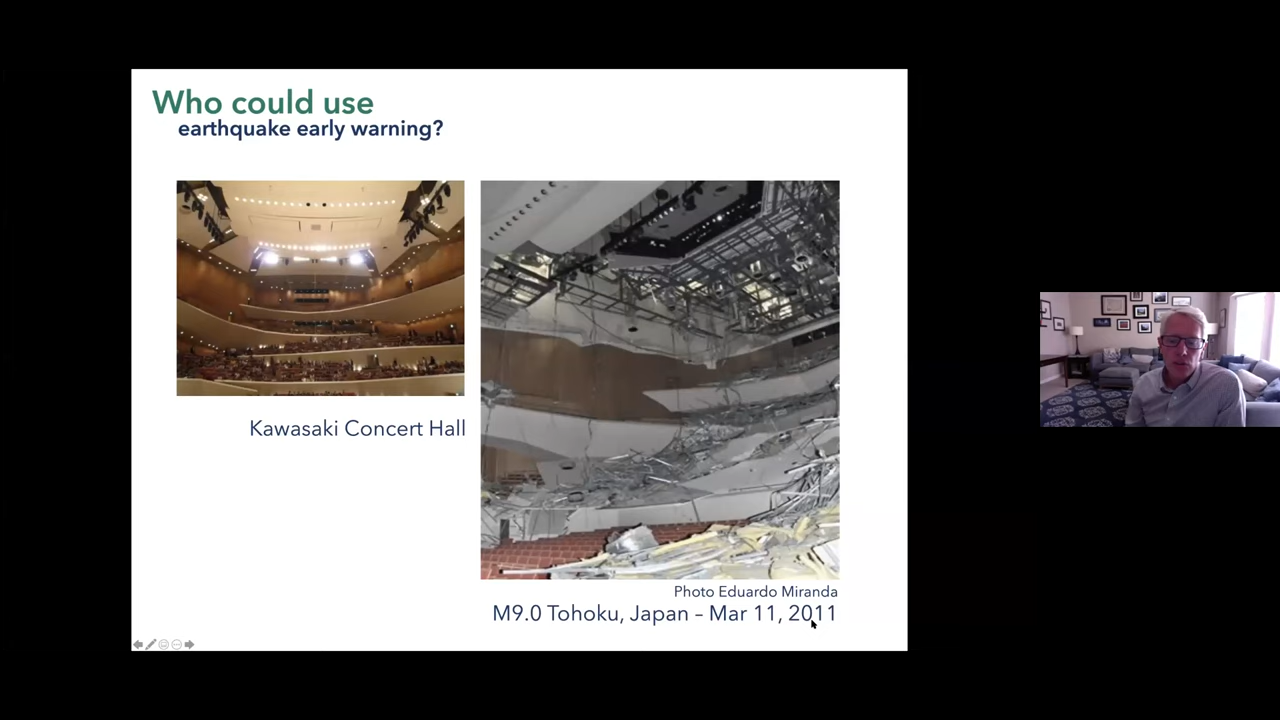 Who could use
earthquake early warning?
Kawasaki Concert Hall
Photo Eduardo Miranda
M9.0 Tohoku, Japan – Mar 11, 2011